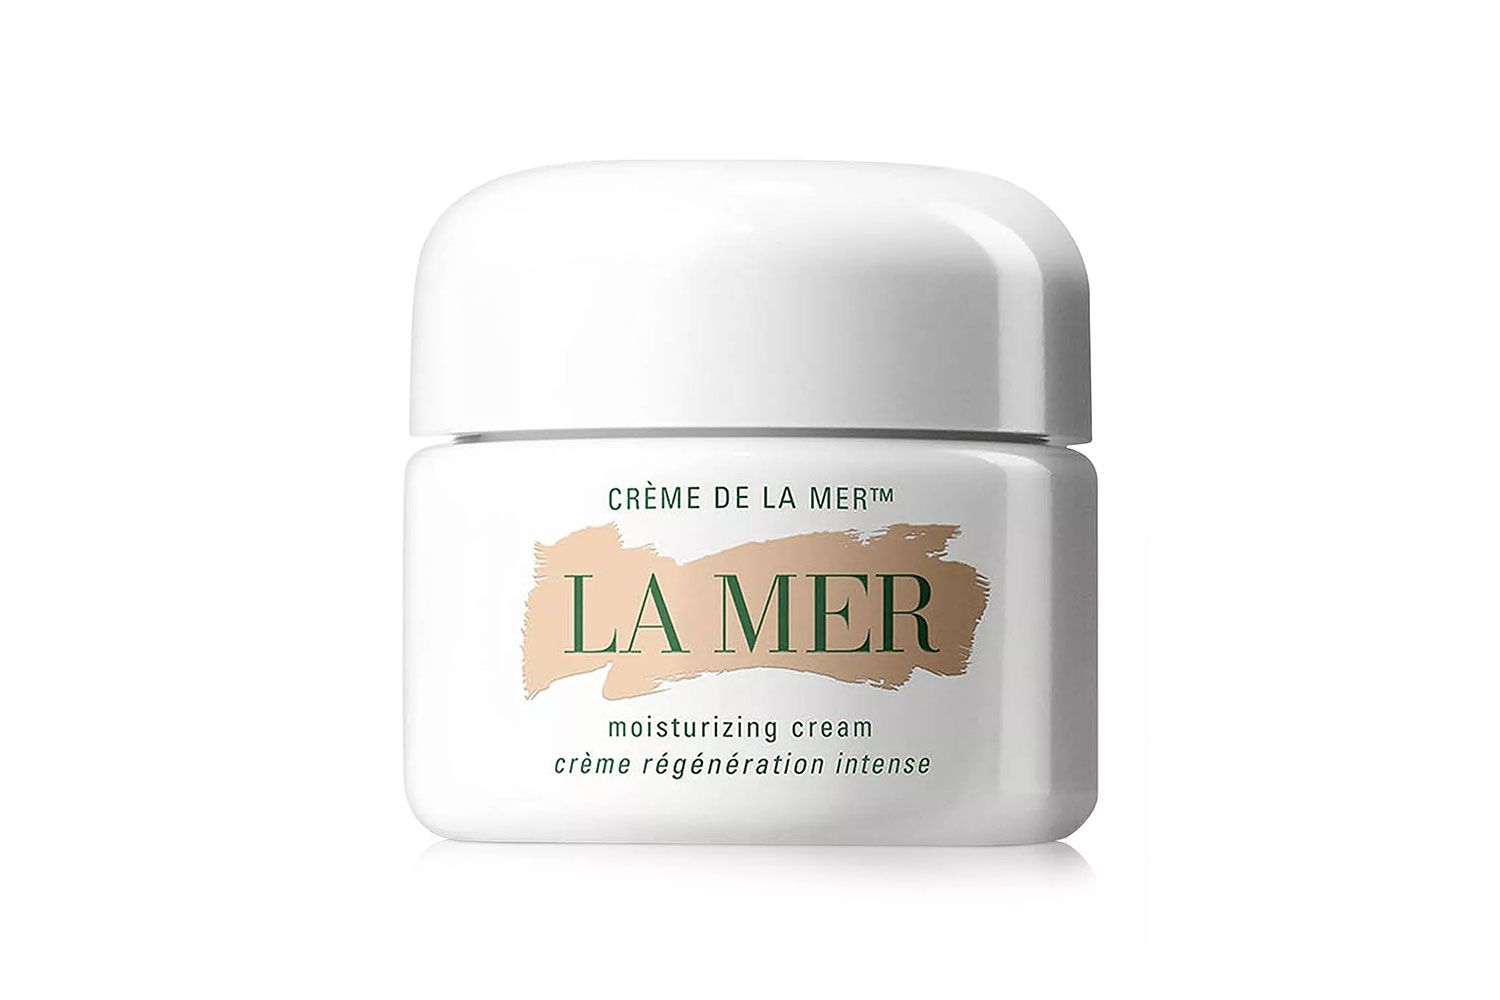 CRÈME DE LA MER™
LA MER
moisturizing cream
crème régénération intense